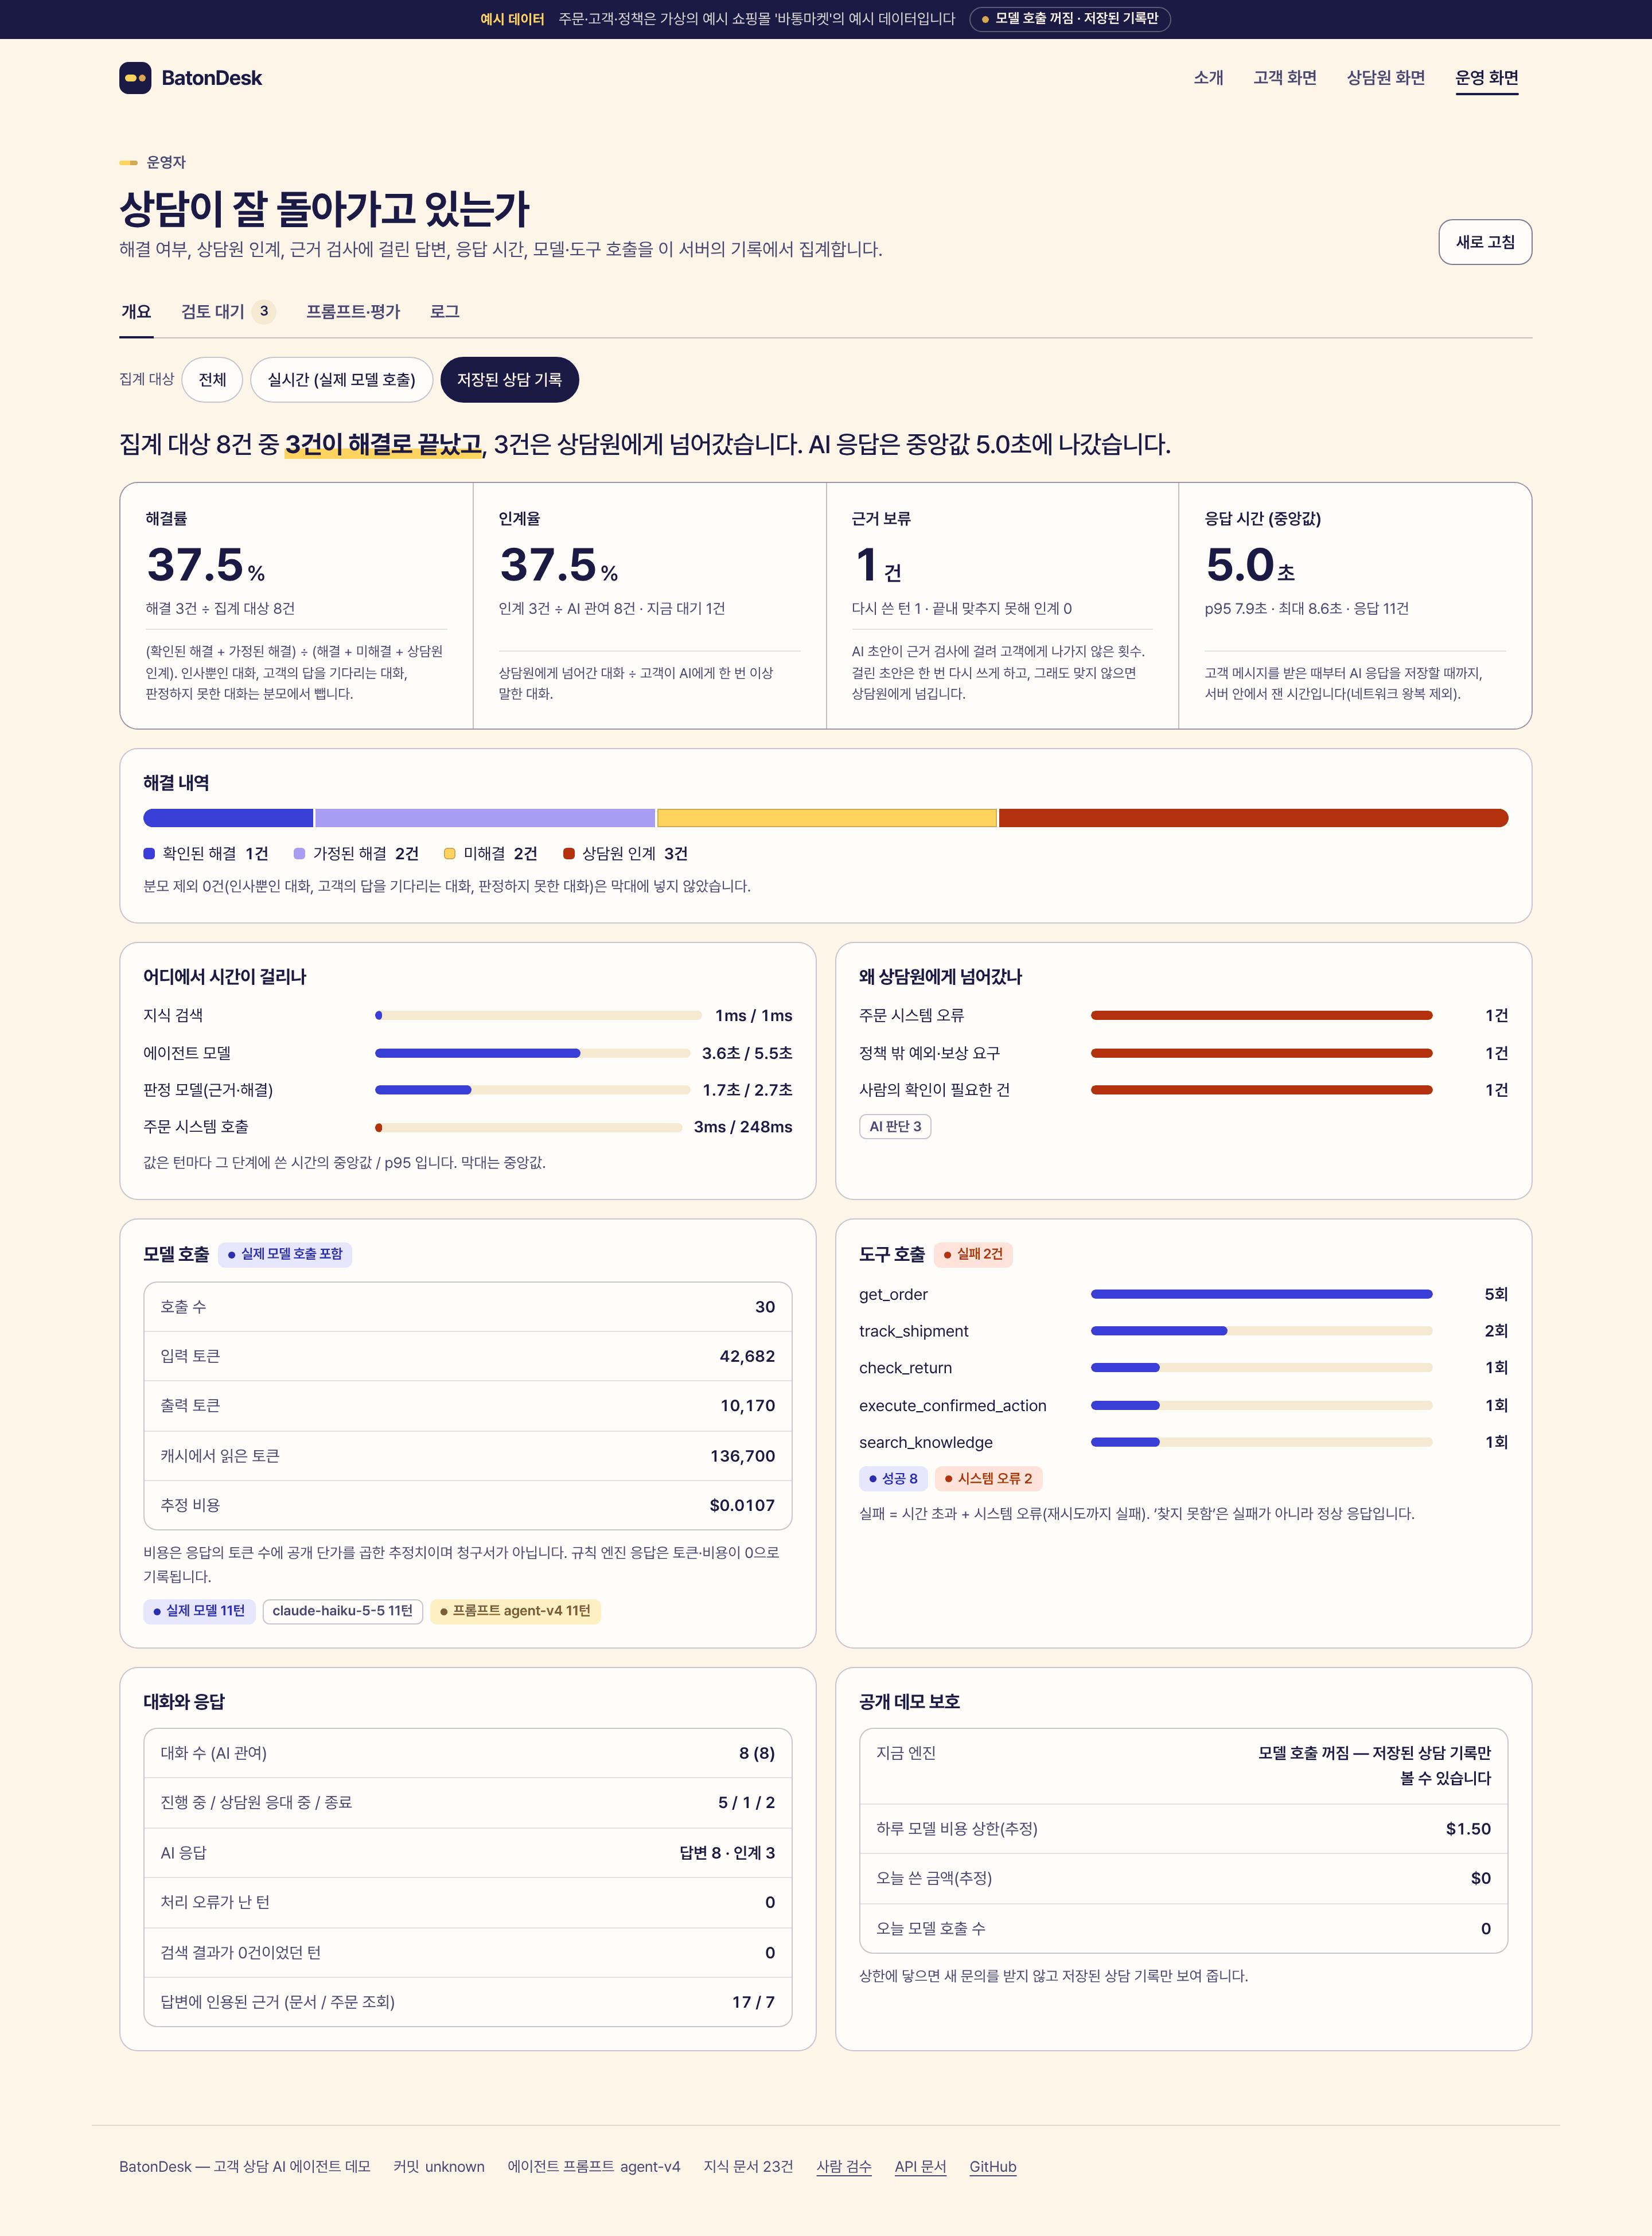 예시 데이터 주문·고객·정책은 가상의 예시 쇼핑몰 '바통마켓'의 예시 데이터입니다 모델 호출 꺼짐 · 저장된 기록만
BatonDesk 소개 고객 화면 상담원 화면 운영 화면
운영자
상담이 잘 돌아가고 있는가
해결 여부, 상담원 인계, 근거 검사에 걸린 답변, 응답 시간, 모델·도구 호출을 이 서버의 기록에서 집계합니다.
새로 고침
개요 검토 대기 3 프롬프트·평가 로그
집계 대상 전체 실시간 (실제 모델 호출) 저장된 상담 기록
집계 대상 8건 중 3건이 해결로 끝났고, 3건은 상담원에게 넘어갔습니다. AI 응답은 중앙값 5.0초에 나갔습니다.
해결률
37.5%
해결 3건 ÷ 집계 대상 8건
(확인된 해결 + 가정된 해결) ÷ (해결 + 미해결 + 상담원
인계). 인사뿐인 대화, 고객의 답을 기다리는 대화,
판정하지 못한 대화는 분모에서 뺍니다.
인계율
37.5%
인계 3건 ÷ AI 관여 8건 · 지금 대기 1건
상담원에게 넘어간 대화 ÷ 고객이 AI에게 한 번 이상
말한 대화.
근거 보류
1건
다시 쓴 턴 1 · 끝내 맞추지 못해 인계 0
AI 초안이 근거 검사에 걸려 고객에게 나가지 않은 횟수.
걸린 초안은 한 번 다시 쓰게 하고, 그래도 맞지 않으면
상담원에게 넘깁니다.
응답 시간 (중앙값)
5.0초
p95 7.9초 · 최대 8.6초 · 응답 11건
고객 메시지를 받은 때부터 AI 응답을 저장할 때까지,
서버 안에서 잰 시간입니다(네트워크 왕복 제외).
해결 내역
확인된 해결 1건 가정된 해결 2건 미해결 2건 상담원 인계 3건
분모 제외 0건(인사뿐인 대화, 고객의 답을 기다리는 대화, 판정하지 못한 대화)은 막대에 넣지 않았습니다.
어디에서 시간이 걸리나
지식 검색 1ms / 1ms
에이전트 모델 3.6초 / 5.5초
판정 모델(근거·해결) 1.7초 / 2.7초
주문 시스템 호출 3ms / 248ms
값은 턴마다 그 단계에 쓴 시간의 중앙값 / p95 입니다. 막대는 중앙값.
왜 상담원에게 넘어갔나
주문 시스템 오류 1건
정책 밖 예외·보상 요구 1건
사람의 확인이 필요한 건 1건
AI 판단 3
모델 호출 실제 모델 호출 포함
호출 수 30
입력 토큰 42,682
출력 토큰 10,170
캐시에서 읽은 토큰 136,700
추정 비용 $0.0107
비용은 응답의 토큰 수에 공개 단가를 곱한 추정치이며 청구서가 아닙니다. 규칙 엔진 응답은 토큰·비용이 0으로
기록됩니다.
실제 모델 11턴 claude-haiku-5-5 11턴 프롬프트 agent-v4 11턴
도구 호출 실패 2건
get_order 5회
track_shipment 2회
check_return 1회
execute_confirmed_action 1회
search_knowledge 1회
성공 8 시스템 오류 2
실패 = 시간 초과 + 시스템 오류(재시도까지 실패). ‘찾지 못함’은 실패가 아니라 정상 응답입니다.
대화와 응답
대화 수 (AI 관여) 8 (8)
진행 중 / 상담원 응대 중 / 종료 5 / 1 / 2
AI 응답 답변 8 · 인계 3
처리 오류가 난 턴 0
검색 결과가 0건이었던 턴 0
답변에 인용된 근거 (문서 / 주문 조회) 17 / 7
공개 데모 보호
지금 엔진 모델 호출 꺼짐 — 저장된 상담 기록만
볼 수 있습니다
하루 모델 비용 상한(추정) $1.50
오늘 쓴 금액(추정) $0
오늘 모델 호출 수 0
상한에 닿으면 새 문의를 받지 않고 저장된 상담 기록만 보여 줍니다.
BatonDesk — 고객 상담 AI 에이전트 데모 커밋 unknown 에이전트 프롬프트 agent-v4 지식 문서 23건 사람 검수 API 문서 GitHub